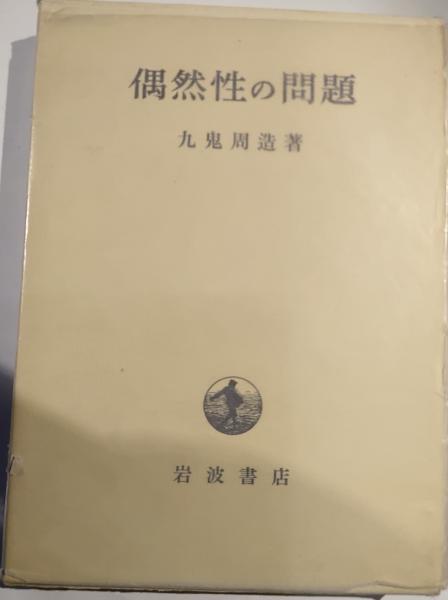 偶然性の問題
九鬼周造著
岩波書店